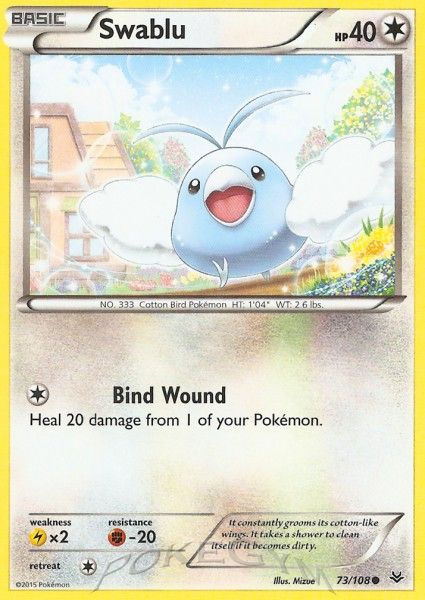 BASIC
Swablu
HP40
NO. 333 Cotton Bird Pokémon HT: 1'04" WT: 2.6 lbs.
Bind Wound
Heal 20 damage from 1 of your Pokémon.
weakness
×2
resistance
-20
retreat
It constantly grooms its cotton-like
wings. It takes a shower to clean
itself if it becomes dirty.
©2015 Pokémon
Illus. Mizue
73/108